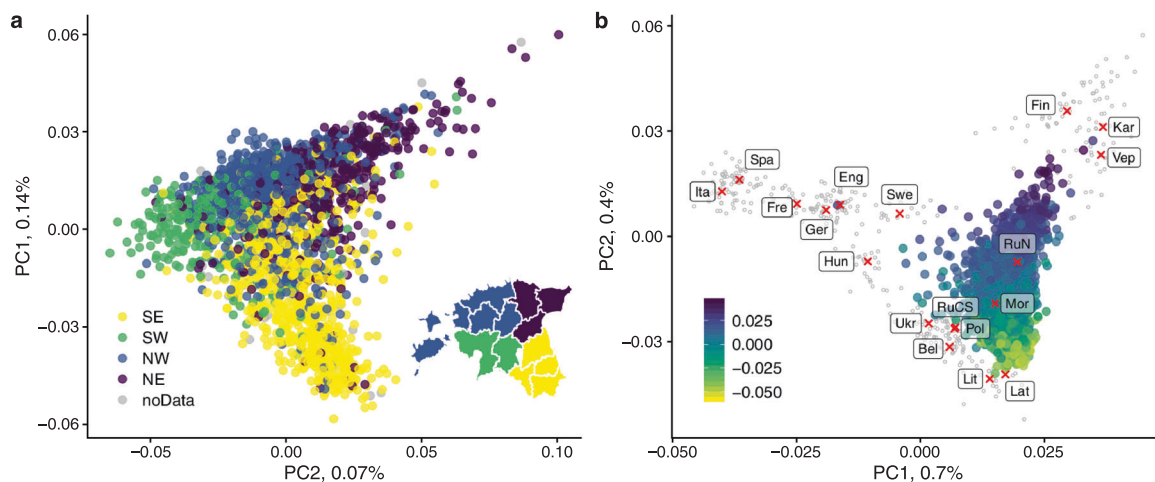 a
PC1, 0.14%
0.03
0.00
−0.03
−0.06
SE
SW
NW
NE
noData
−0.05
0.00
0.05
0.10
PC2, 0.07%
b
PC2, 0.4%
0.06
0.03
0.00
−0.03
Fin
Kar
Vep
Spa
Ita
Eng
Fre
Swe
Ger
Hun
RuN
Mor
RuCS
Ukr
Pol
Bel
Lit
Lat
0.025
0.000
−0.025
−0.050
−0.050
−0.025
0.000
0.025
PC1, 0.7%